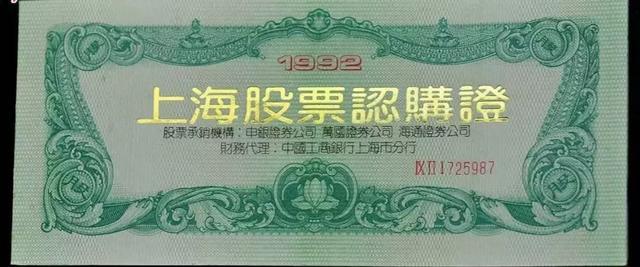 1992
上海股票認購證
股票承銷機構：申銀證券公司 萬國證券公司 海通證券公司
財務代理：中國工商銀行上海市分行
1725987